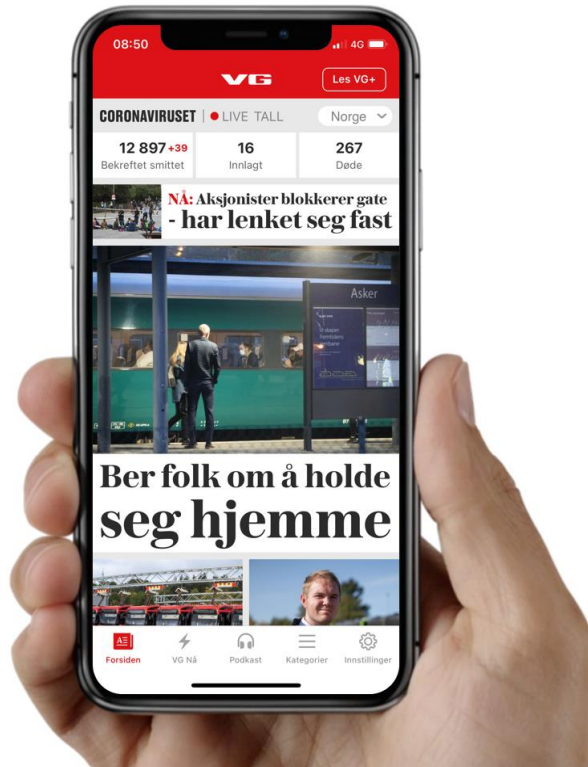 08:50
4G
VG
Les VG+
CORONAVIRUSET | LIVE TALL
Norge
12 897 +39
16
267
Bekreftet smittet
Innlagt
Døde
NÅ: Aksjonister blokkerer gate
- har lenket seg fast
Asker
Ber folk om å holde
seg hjemme
Forsiden
VG Nå
Podkast
Kategorier
Innstillinger